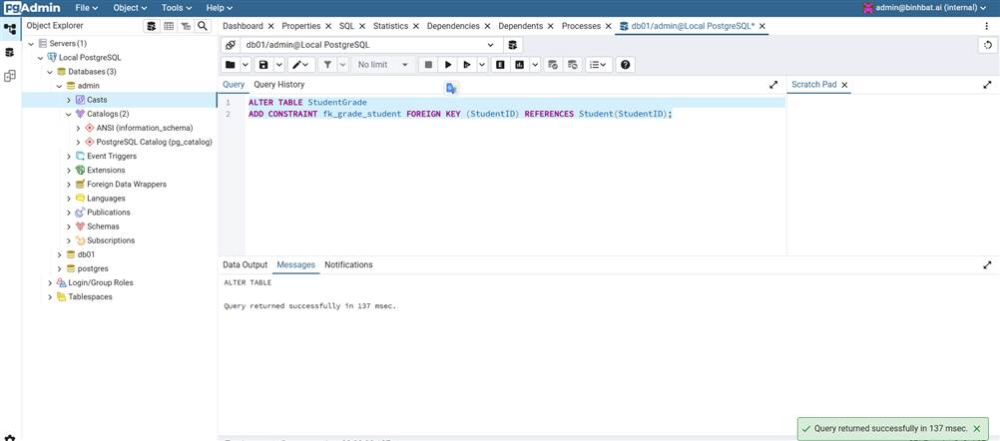 pgAdmin File Object Tools Help admin@binhbat.ai (internal)
Object Explorer
Dashboard Properties SQL Statistics Dependencies Dependents Processes db01/admin@Local PostgreSQL*
Servers (1)
Local PostgreSQL
Databases (3)
admin
Casts
Catalogs (2)
ANSI (information_schema)
PostgreSQL Catalog (pg_catalog)
Event Triggers
Extensions
Foreign Data Wrappers
Languages
Publications
Schemas
Subscriptions
db01
postgres
Login/Group Roles
Tablespaces
db01/admin@Local PostgreSQL
No limit
Query Query History
Scratch Pad
1 ALTER TABLE StudentGrade
2 ADD CONSTRAINT fk_grade_student FOREIGN KEY (StudentID) REFERENCES Student(StudentID);
Data Output Messages Notifications
ALTER TABLE
Query returned successfully in 137 msec.
Query returned successfully in 137 msec.